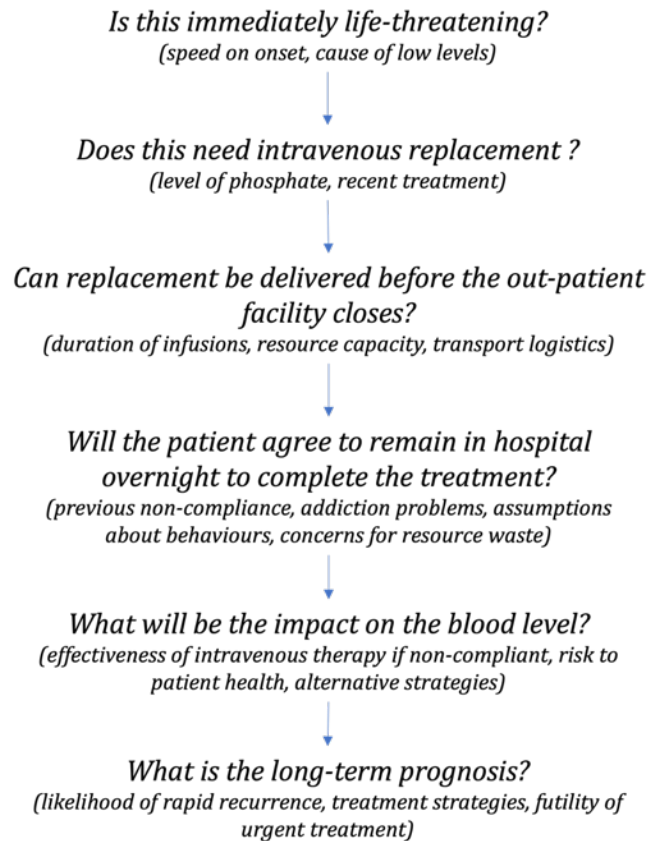 Is this immediately life-threatening?
(speed on onset, cause of low levels)
Does this need intravenous replacement ?
(level of phosphate, recent treatment)
Can replacement be delivered before the out-patient
facility closes?
(duration of infusions, resource capacity, transport logistics)
Will the patient agree to remain in hospital
overnight to complete the treatment?
(previous non-compliance, addiction problems, assumptions
about behaviours, concerns for resource waste)
What will be the impact on the blood level?
(effectiveness of intravenous therapy if non-compliant, risk to
patient health, alternative strategies)
What is the long-term prognosis?
(likelihood of rapid recurrence, treatment strategies, futility of
urgent treatment)